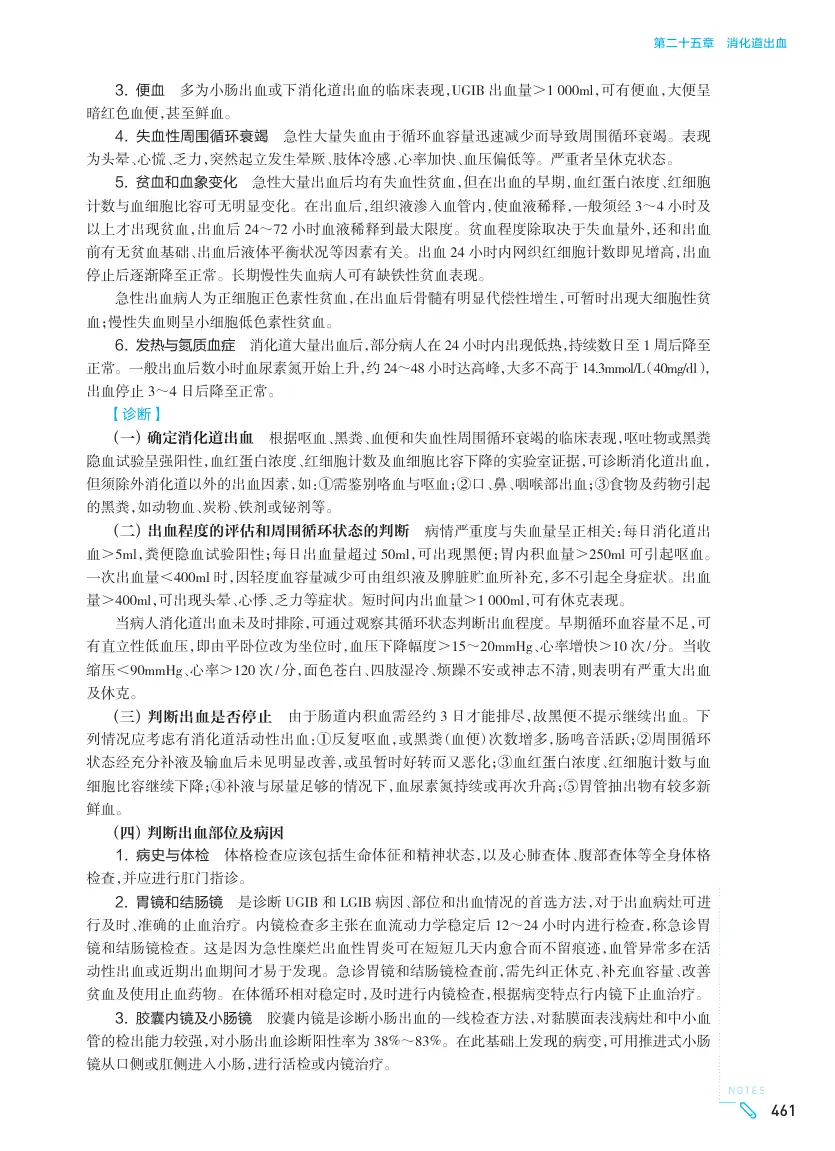 第二十五章　消化道出血
3. 便血　多为小肠出血或下消化道出血的临床表现,UGIB 出血量＞1 000ml,可有便血,大便呈
暗红色血便,甚至鲜血。
4. 失血性周围循环衰竭　急性大量失血由于循环血容量迅速减少而导致周围循环衰竭。表现
为头晕、心慌、乏力,突然起立发生晕厥、肢体冷感、心率加快、血压偏低等。严重者呈休克状态。
5. 贫血和血象变化　急性大量出血后均有失血性贫血,但在出血的早期,血红蛋白浓度、红细胞
计数与血细胞比容可无明显变化。在出血后,组织液渗入血管内,使血液稀释,一般须经 3～4 小时及
以上才出现贫血,出血后 24～72 小时血液稀释到最大限度。贫血程度除取决于失血量外,还和出血
前有无贫血基础、出血后液体平衡状况等因素有关。出血 24 小时内网织红细胞计数即见增高,出血
停止后逐渐降至正常。长期慢性失血病人可有缺铁性贫血表现。
急性出血病人为正细胞正色素性贫血,在出血后骨髓有明显代偿性增生,可暂时出现大细胞性贫
血;慢性失血则呈小细胞低色素性贫血。
6. 发热与氮质血症　消化道大量出血后,部分病人在 24 小时内出现低热,持续数日至 1 周后降至
正常。一般出血后数小时血尿素氮开始上升,约 24～48 小时达高峰,大多不高于 14.3mmol/L(40mg/dl),
出血停止 3～4 日后降至正常。
【诊断】
(一) 确定消化道出血　根据呕血、黑粪、血便和失血性周围循环衰竭的临床表现,呕吐物或黑粪
隐血试验呈强阳性,血红蛋白浓度、红细胞计数及血细胞比容下降的实验室证据,可诊断消化道出血,
但须除外消化道以外的出血因素,如:①需鉴别咯血与呕血;②口、鼻、咽喉部出血;③食物及药物引起
的黑粪,如动物血、炭粉、铁剂或铋剂等。
(二) 出血程度的评估和周围循环状态的判断　病情严重度与失血量呈正相关:每日消化道出
血＞5ml,粪便隐血试验阳性;每日出血量超过 50ml,可出现黑便;胃内积血量＞250ml 可引起呕血。
一次出血量＜400ml 时,因轻度血容量减少可由组织液及脾脏贮血所补充,多不引起全身症状。出血
量＞400ml,可出现头晕、心悸、乏力等症状。短时间内出血量＞1 000ml,可有休克表现。
当病人消化道出血未及时排除,可通过观察其循环状态判断出血程度。早期循环血容量不足,可
有直立性低血压,即由平卧位改为坐位时,血压下降幅度＞15～20mmHg、心率增快＞10 次/分。当收
缩压＜90mmHg、心率＞120 次/分,面色苍白、四肢湿冷、烦躁不安或神志不清,则表明有严重大出血
及休克。
(三) 判断出血是否停止　由于肠道内积血需经约 3 日才能排尽,故黑便不提示继续出血。下
列情况应考虑有消化道活动性出血:①反复呕血,或黑粪(血便)次数增多,肠鸣音活跃;②周围循环
状态经充分补液及输血后未见明显改善,或虽暂时好转而又恶化;③血红蛋白浓度、红细胞计数与血
细胞比容继续下降;④补液与尿量足够的情况下,血尿素氮持续或再次升高;⑤胃管抽出物有较多新
鲜血。
(四) 判断出血部位及病因
1. 病史与体检　体格检查应该包括生命体征和精神状态,以及心肺查体、腹部查体等全身体格
检查,并应进行肛门指诊。
2. 胃镜和结肠镜　是诊断 UGIB 和 LGIB 病因、部位和出血情况的首选方法,对于出血病灶可进
行及时、准确的止血治疗。内镜检查多主张在血流动力学稳定后 12～24 小时内进行检查,称急诊胃
镜和结肠镜检查。这是因为急性糜烂出血性胃炎可在短短几天内愈合而不留痕迹,血管异常多在活
动性出血或近期出血期间才易于发现。急诊胃镜和结肠镜检查前,需先纠正休克、补充血容量、改善
贫血及使用止血药物。在体循环相对稳定时,及时进行内镜检查,根据病变特点行内镜下止血治疗。
3. 胶囊内镜及小肠镜　胶囊内镜是诊断小肠出血的一线检查方法,对黏膜面表浅病灶和中小血
管的检出能力较强,对小肠出血诊断阳性率为 38%～83%。在此基础上发现的病变,可用推进式小肠
镜从口侧或肛侧进入小肠,进行活检或内镜治疗。
NOTES
461